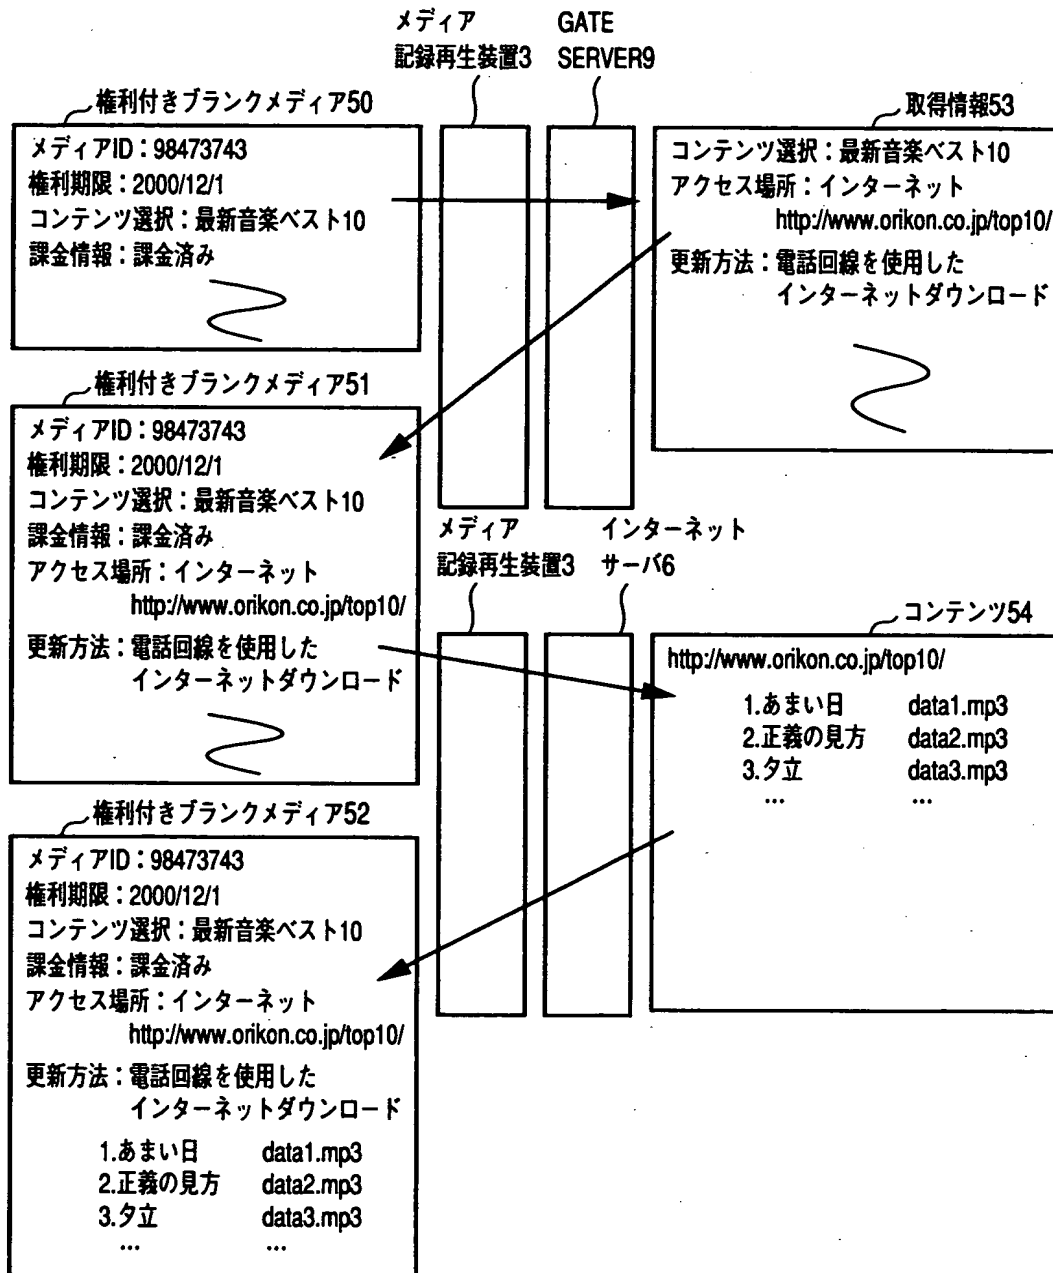 メディア
記録再生装置3
GATE
SERVER9
権利付きブランクメディア50
メディアID：98473743
権利期限：2000/12/1
コンテンツ選択：最新音楽ベスト10
課金情報：課金済み
取得情報53
コンテンツ選択：最新音楽ベスト10
アクセス場所：インターネット
http://www.orikon.co.jp/top10/
更新方法：電話回線を使用した
インターネットダウンロード
権利付きブランクメディア51
メディアID：98473743
権利期限：2000/12/1
コンテンツ選択：最新音楽ベスト10
課金情報：課金済み
アクセス場所：インターネット
http://www.orikon.co.jp/top10/
更新方法：電話回線を使用した
インターネットダウンロード
メディア
記録再生装置3
インターネット
サーバ6
コンテンツ54
http://www.orikon.co.jp/top10/
1.あまい日 data1.mp3
2.正義の見方 data2.mp3
3.夕立 data3.mp3
... ...
権利付きブランクメディア52
メディアID：98473743
権利期限：2000/12/1
コンテンツ選択：最新音楽ベスト10
課金情報：課金済み
アクセス場所：インターネット
http://www.orikon.co.jp/top10/
更新方法：電話回線を使用した
インターネットダウンロード
1.あまい日 data1.mp3
2.正義の見方 data2.mp3
3.夕立 data3.mp3
... ...